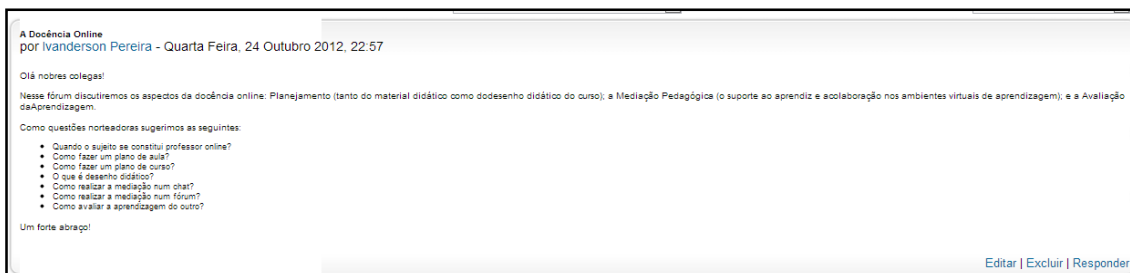 A Docência Online
por Ivanderson Pereira - Quarta Feira, 24 Outubro 2012, 22:57
Olá nobres colegas!
Nesse fórum discutiremos os aspectos da docência online: Planejamento (tanto do material didático como dodesenho didático do curso); a Mediação Pedagógica (o suporte ao aprendiz e acolaboração nos ambientes virtuais de aprendizagem); e a Avaliação
daAprendizagem.
Como questões norteadoras sugerimos as seguintes:
• Quando o sujeito se constitui professor online?
• Como fazer um plano de aula?
• Como fazer um plano de curso?
• O que é desenho didático?
• Como realizar a mediação num chat?
• Como realizar a mediação num fórum?
• Como avaliar a aprendizagem do outro?
Um forte abraço!
Editar | Excluir | Responder